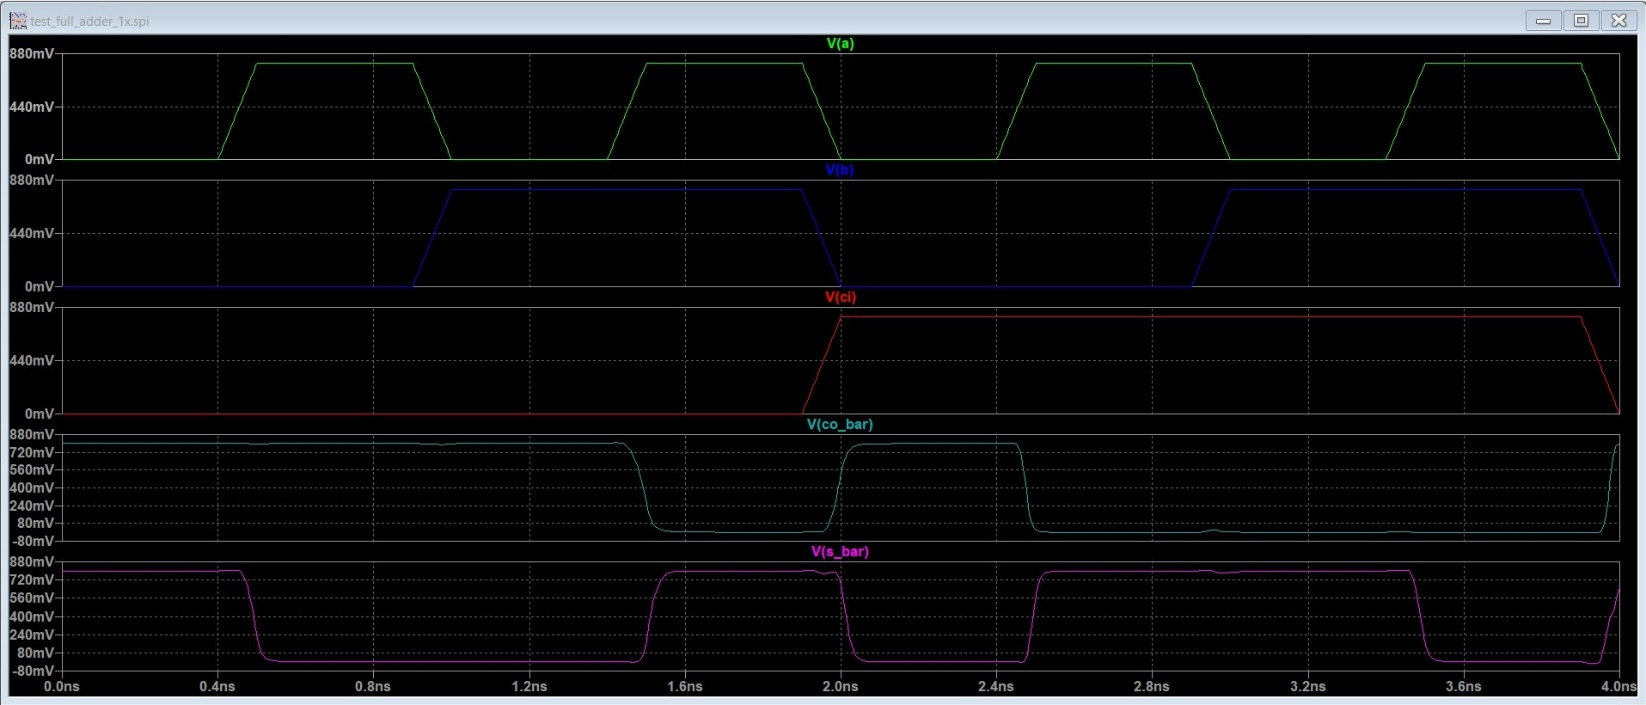 test_full_adder_1x.spi
V(a)
880mV
440mV
0mV
V(b)
880mV
440mV
0mV
V(ci)
880mV
440mV
0mV
V(co_bar)
880mV
720mV
560mV
400mV
240mV
80mV
-80mV
V(s_bar)
880mV
720mV
560mV
400mV
240mV
80mV
-80mV
0.0ns 0.4ns 0.8ns 1.2ns 1.6ns 2.0ns 2.4ns 2.8ns 3.2ns 3.6ns 4.0ns